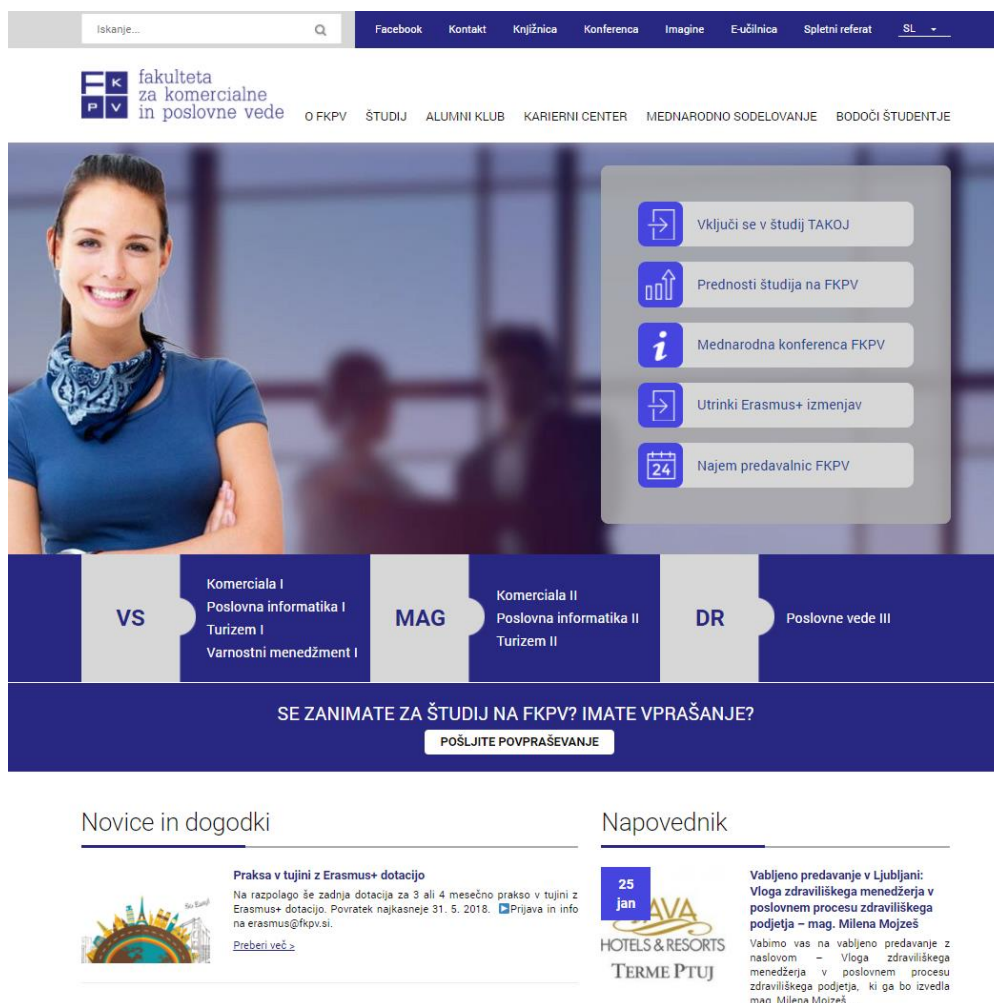 Iskanje...
Facebook Kontakt Knjižnica Konferenca Imagine E-učilnica Spletni referat SL
FK
PV
fakulteta
za komercialne
in poslovne vede
O FKPV ŠTUDIJ ALUMNI KLUB KARIERNI CENTER MEDNARODNO SODELOVANJE BODOČI ŠTUDENTJE
Vključi se v študij TAKOJ
Prednosti študija na FKPV
i
Mednarodna konferenca FKPV
Utrinki Erasmus+ izmenjav
24
Najem predavalnic FKPV
VS
Komerciala I
Poslovna informatika I
Turizem I
Varnostni menedžment I
MAG
Komerciala II
Poslovna informatika II
Turizem II
DR
Poslovne vede III
SE ZANIMATE ZA ŠTUDIJ NA FKPV? IMATE VPRAŠANJE?
POŠLJITE POVPRAŠEVANJE
Novice in dogodki
Praksa v tujini z Erasmus+ dotacijo
Na razpolago še zadnja dotacija za 3 ali 4 mesečno prakso v tujini z
Erasmus+ dotacijo. Povratek najkasneje 31. 5. 2018. Prijava in info
na erasmus@fkpv.si.
Preberi več >
Napovednik
25
jan
AVA
HOTELS & RESORTS
TERME PTUJ
Vabljeno predavanje v Ljubljani:
Vloga zdraviliškega menedžerja v
poslovnem procesu zdraviliškega
podjetja – mag. Milena Mojzeš
Vabimo vas na vabljeno predavanje z
naslovom – Vloga zdraviliškega
menedžerja v poslovnem procesu
zdraviliškega podjetja, ki ga bo izvedla
mag. Milena Mojzeš